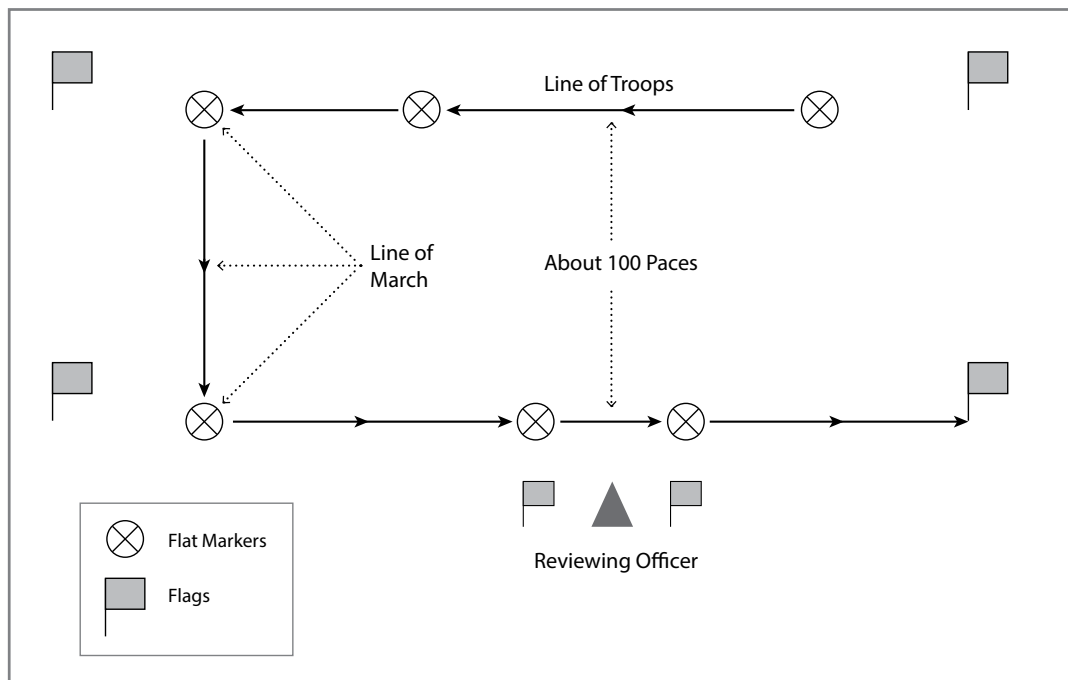 Line of Troops
Line of
March
About 100 Paces
Reviewing Officer
Flat Markers
Flags